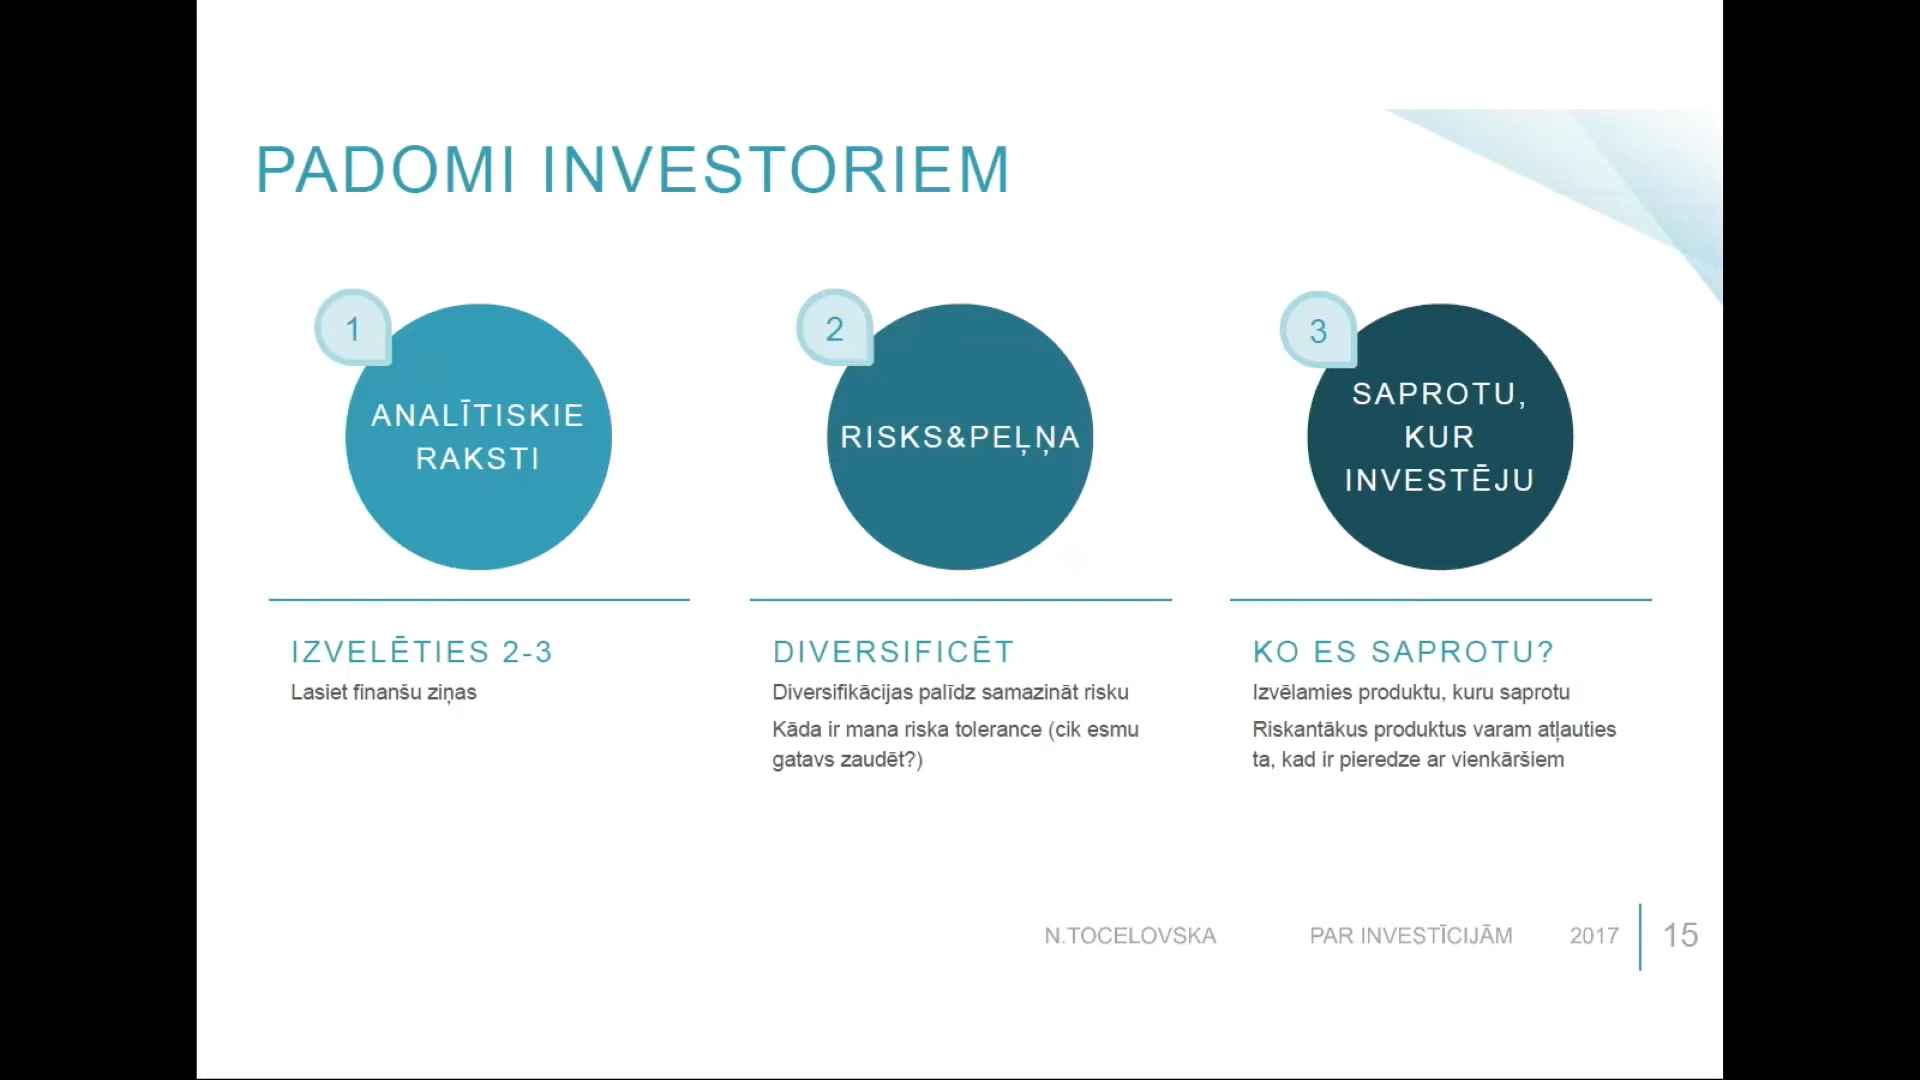 PADOMI INVESTORIEM
1
ANALĪTISKIE
RAKSTI
IZVELĒTIES 2-3
Lasiet finanšu ziņas
2
RISKS&PEĻŅA
DIVERSIFICĒT
Diversifikācijas palīdz samazināt risku
Kāda ir mana riska tolerance (cik esmu
gatavs zaudēt?)
3
SAPROTU,
KUR
INVESTĒJU
KO ES SAPROTU?
Izvēlamies produktu, kuru saprotu
Riskantākus produktus varam atļauties
ta, kad ir pieredze ar vienkāršiem
N.TOCELOVSKA PAR INVESTĪCIJĀM 2017 15